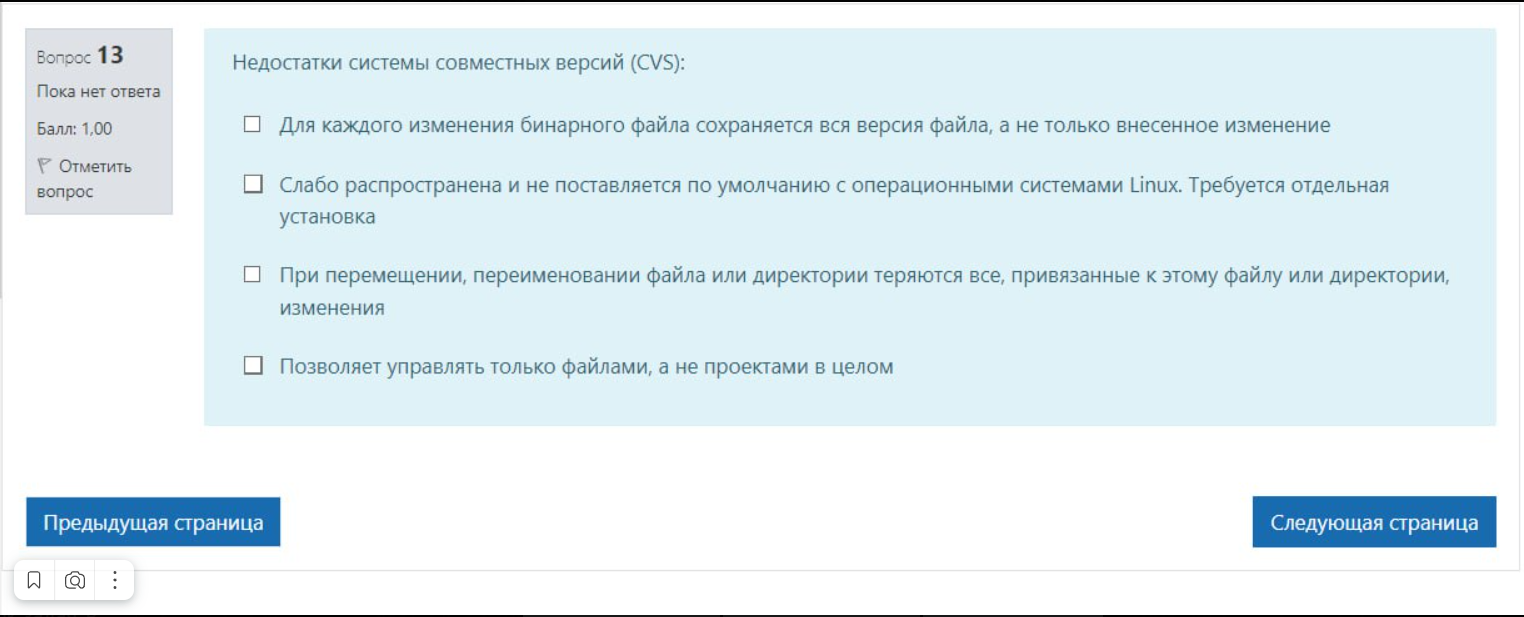 Вопрос 13
Пока нет ответа
Балл: 1,00
Отметить
вопрос
Недостатки системы совместных версий (CVS):
Для каждого изменения бинарного файла сохраняется вся версия файла, а не только внесенное изменение
Слабо распространена и не поставляется по умолчанию с операционными системами Linux. Требуется отдельная
установка
При перемещении, переименовании файла или директории теряются все, привязанные к этому файлу или директории,
изменения
Позволяет управлять только файлами, а не проектами в целом
Предыдущая страница
Следующая страница